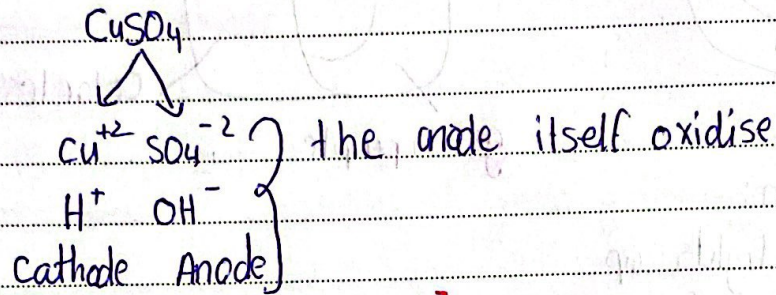 CuSO₄
Cu⁺² SO₄⁻² } the anode itself oxidise
H⁺ OH⁻
Cathode Anode